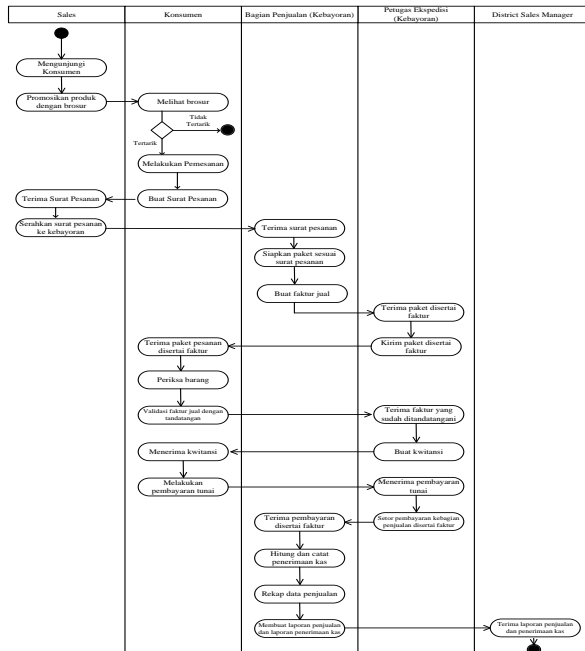 Sales
Konsumen
Bagian Penjualan (Kebayoran)
Petugas Ekspedisi
(Kebayoran)
District Sales Manager
Mengunjungi
Konsumen
Promosikan produk
dengan brosur
Melihat brosur
Tidak
Tertarik
Tertarik
Melakukan Pemesanan
Buat Surat Pesanan
Terima Surat Pesanan
Serahkan surat pesanan
ke kebayoran
Terima surat pesanan
Siapkan paket sesuai
surat pesanan
Buat faktur jual
Terima paket disertai
faktur
Kirim paket disertai
faktur
Terima paket pesanan
disertai faktur
Periksa barang
Validasi faktur jual dengan
tandatangan
Terima faktur yang
sudah ditandatangani
Buat kwitansi
Menerima kwitansi
Melakukan
pembayaran tunai
Menerima pembayaran
tunai
Setor pembayaran kebagian
penjualan disertai faktur
Terima pembayaran
disertai faktur
Hitung dan catat
penerimaan kas
Rekap data penjualan
Membuat laporan penjualan
dan laporan penerimaan kas
Terima laporan penjualan
dan penerimaan kas